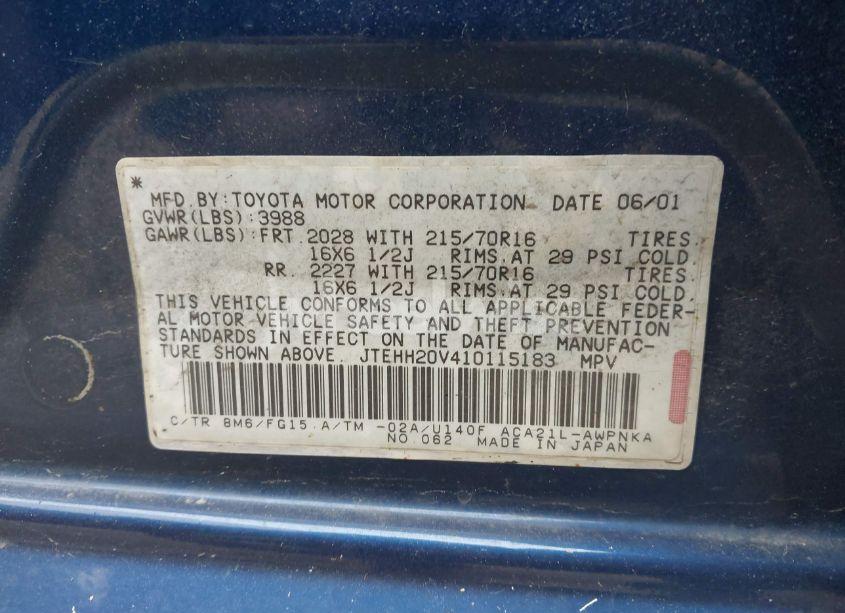 * MFD.BY:TOYOTA MOTOR CORPORATION DATE 06/01
GVWR(LBS):3988
GAWR(LBS):FRT.2028 WITH 215/70R16 TIRES.
16X6 1/2J RIMS.AT 29 PSI COLD.
RR. 2227 WITH 215/70R16 TIRES.
16X6 1/2J RIMS.AT 29 PSI COLD.
THIS VEHICLE CONFORMS TO ALL APPLICABLE FEDER-
AL MOTOR VEHICLE SAFETY AND THEFT PREVENTION
STANDARDS IN EFFECT ON THE DATE OF MANUFAC-
TURE SHOWN ABOVE. JTEHH20V410115183 MPV
C/TR 8M6/FG15.A/TM -02A/U140F ACA21L-AWPNKA
NO.062 MADE IN JAPAN